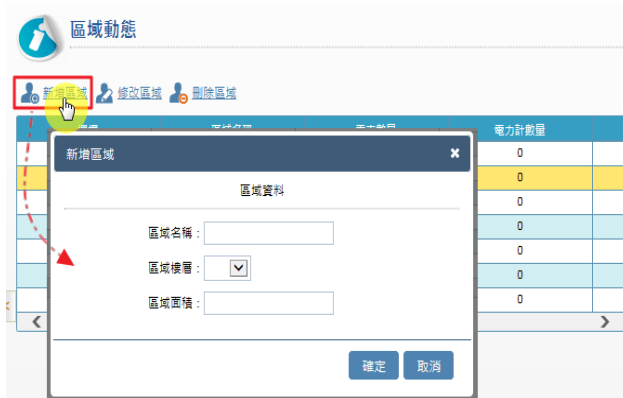 區域動態
新增區域 修改區域 刪除區域
電力計數量
新增區域
區域資料
區域名稱：
區域樓層：
區域面積：
確定 取消
0
0
0
0
0
0
0